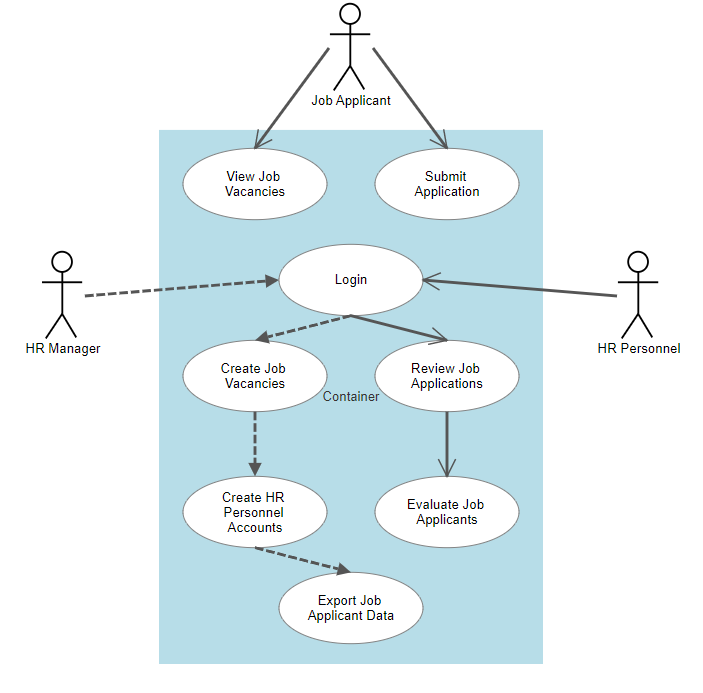 Job Applicant
View Job
Vacancies
Submit
Application
Login
HR Manager
HR Personnel
Create Job
Vacancies
Review Job
Applications
Container
Create HR
Personnel
Accounts
Evaluate Job
Applicants
Export Job
Applicant Data